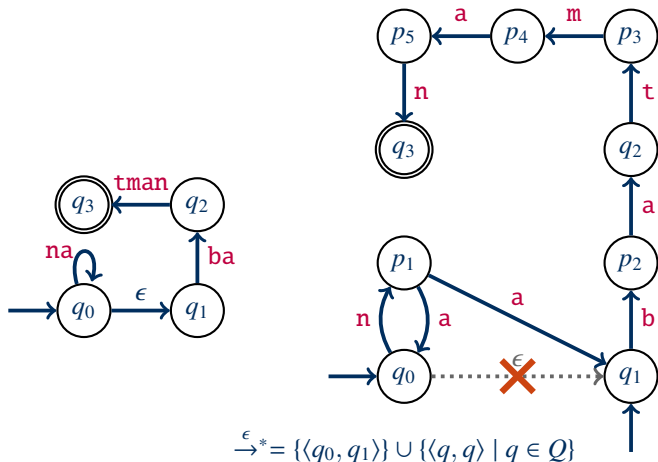 p₅ a p₄ m p₃
n t
q₃ q₂
q₃ tman q₂
a
na ba p₁ a p₂
q₀ ϵ q₁ n a b
q₀ ϵ q₁
→^ϵ* = {⟨q₀, q₁⟩} ∪ {⟨q, q⟩ | q ∈ Q}